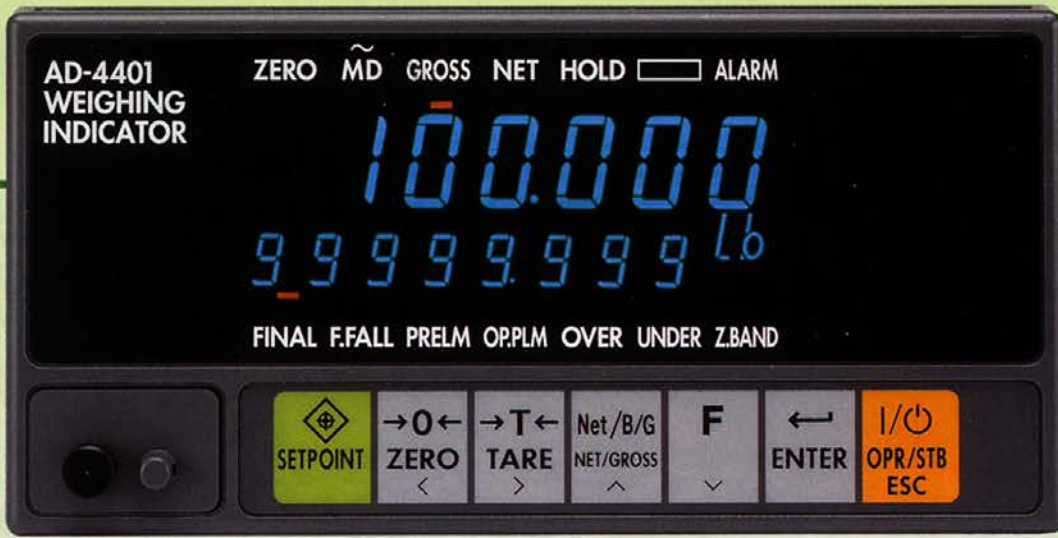 AD-4401
WEIGHING
INDICATOR
ZERO M͂D GROSS NET HOLD ALARM
100.000
99999.999 Lb
FINAL F.FALL PRELM OP.PLM OVER UNDER Z.BAND
SETPOINT
→0←
ZERO
<
→T←
TARE
>
Net/B/G
NET/GROSS
^
F
∨
ENTER
I/⏻
OPR/STB
ESC